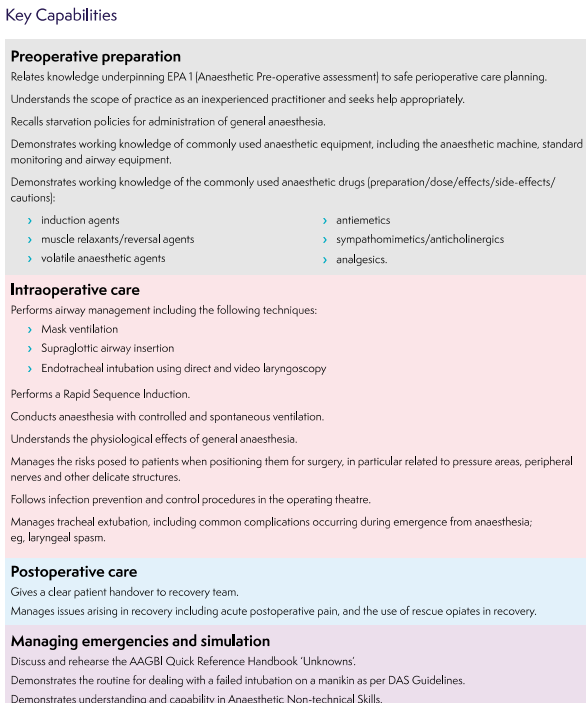 Key Capabilities
Preoperative preparation
Relates knowledge underpinning EPA 1 (Anaesthetic Pre-operative assessment) to safe perioperative care planning.
Understands the scope of practice as an inexperienced practitioner and seeks help appropriately.
Recalls starvation policies for administration of general anaesthesia.
Demonstrates working knowledge of commonly used anaesthetic equipment, including the anaesthetic machine, standard
monitoring and airway equipment.
Demonstrates working knowledge of the commonly used anaesthetic drugs (preparation/dose/effects/side-effects/
cautions):
› induction agents
› muscle relaxants/reversal agents
› volatile anaesthetic agents
› antiemetics
› sympathomimetics/anticholinergics
› analgesics.
Intraoperative care
Performs airway management including the following techniques:
› Mask ventilation
› Supraglottic airway insertion
› Endotracheal intubation using direct and video laryngoscopy
Performs a Rapid Sequence Induction.
Conducts anaesthesia with controlled and spontaneous ventilation.
Understands the physiological effects of general anaesthesia.
Manages the risks posed to patients when positioning them for surgery, in particular related to pressure areas, peripheral
nerves and other delicate structures.
Follows infection prevention and control procedures in the operating theatre.
Manages tracheal extubation, including common complications occurring during emergence from anaesthesia;
eg, laryngeal spasm.
Postoperative care
Gives a clear patient handover to recovery team.
Manages issues arising in recovery including acute postoperative pain, and the use of rescue opiates in recovery.
Managing emergencies and simulation
Discuss and rehearse the AAGBI Quick Reference Handbook 'Unknowns'.
Demonstrates the routine for dealing with a failed intubation on a manikin as per DAS Guidelines.
Demonstrates understanding and capability in Anaesthetic Non-technical Skills.